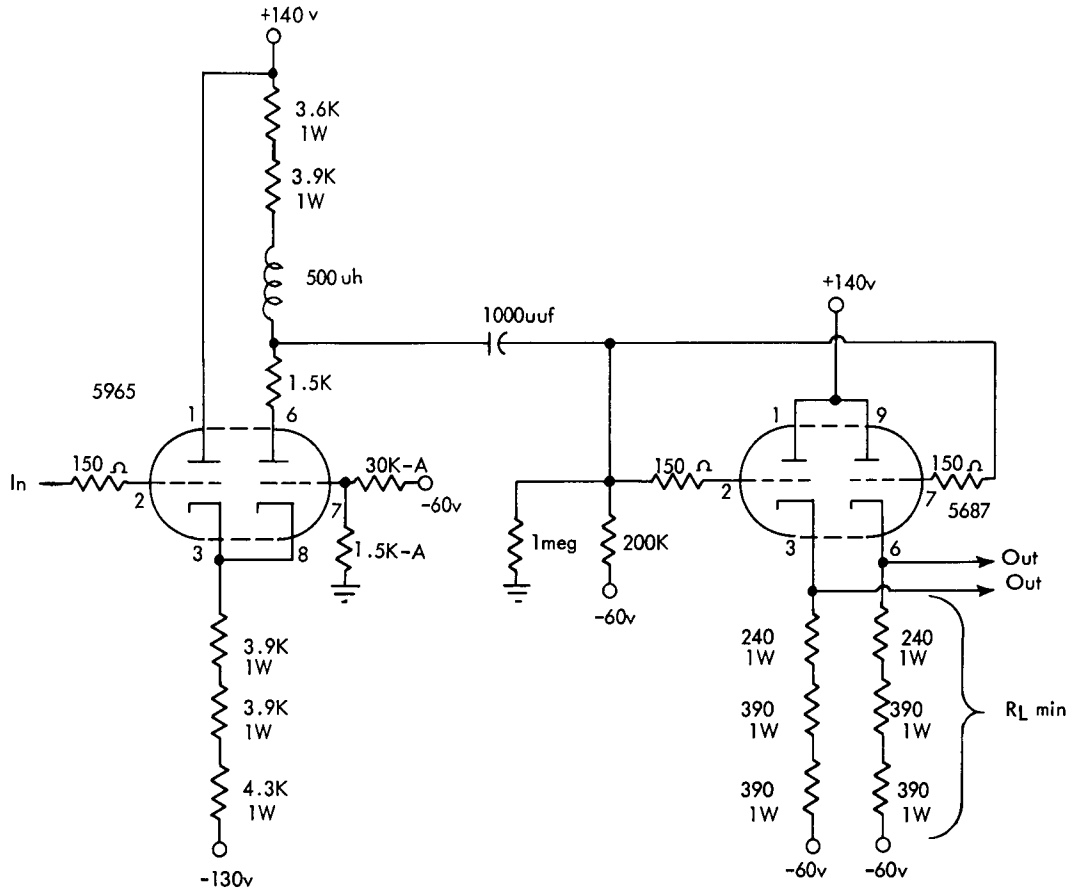 +140 v
3.6K
1W
3.9K
1W
500 uh
1000uuf
+140v
1.5K
5965
1
6
1
9
In
150 Ω
2
30K-A
-60v
7
150 Ω
2
150 Ω
7
5687
3
8
1.5K-A
1meg
200K
-60v
3
6
Out
Out
3.9K
1W
3.9K
1W
4.3K
1W
-130v
240
1W
240
1W
390
1W
390
1W
RL min
390
1W
390
1W
-60v
-60v